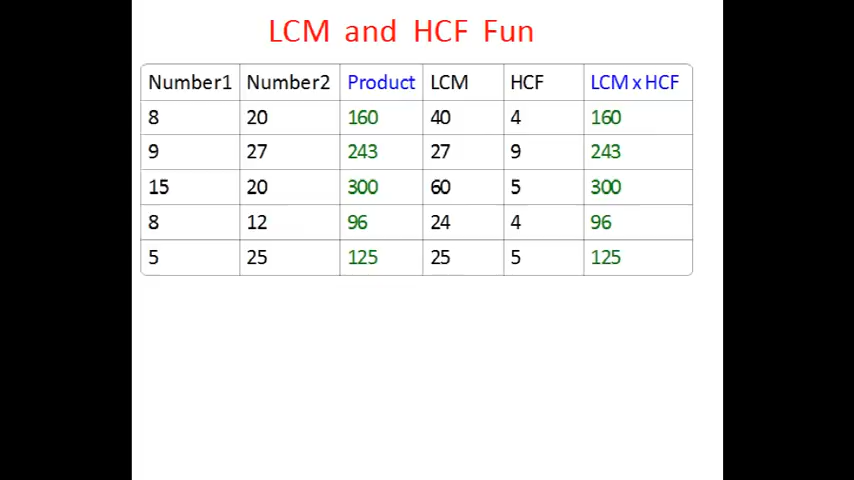 LCM and HCF Fun
Number1 Number2 Product LCM HCF LCM x HCF
8 20 160 40 4 160
9 27 243 27 9 243
15 20 300 60 5 300
8 12 96 24 4 96
5 25 125 25 5 125